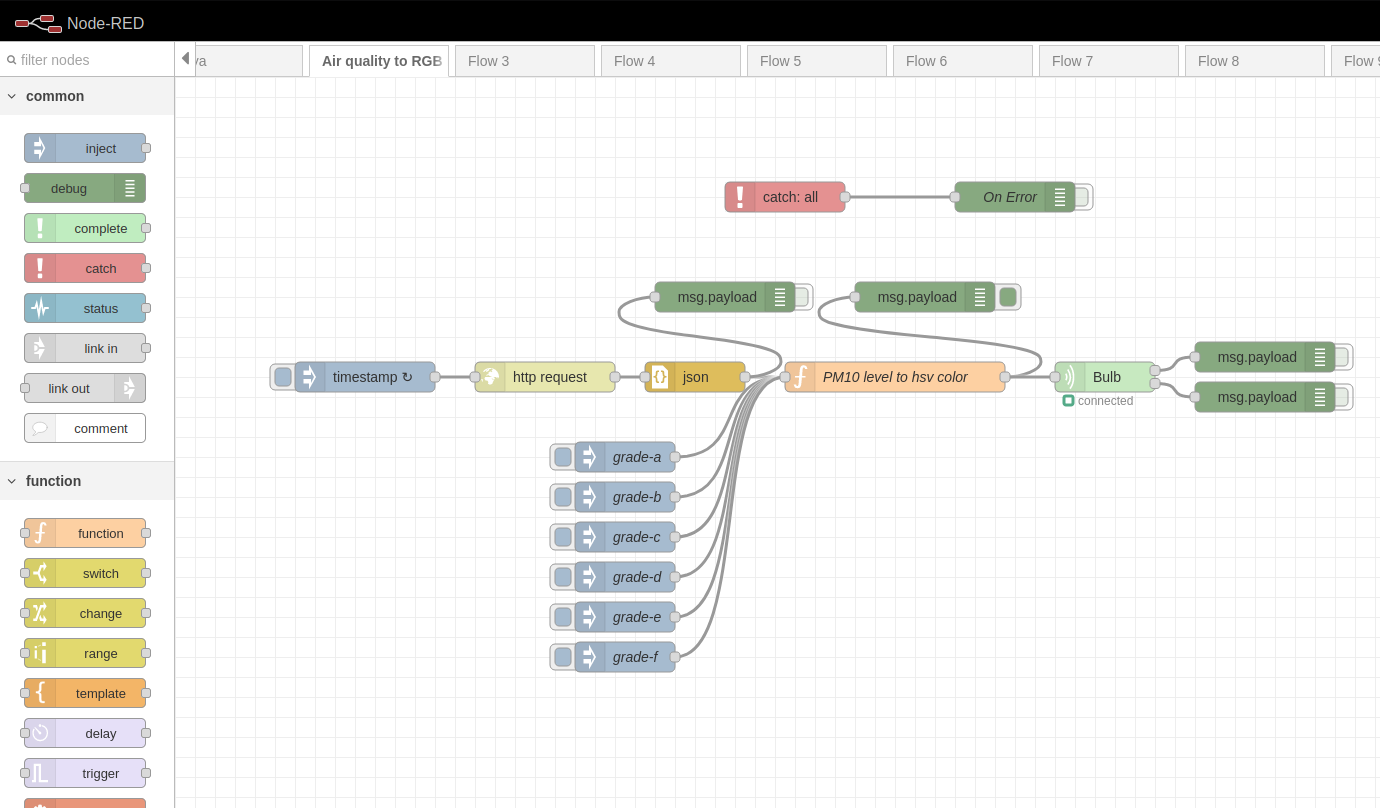 Node-RED
filter nodes
va
Air quality to RGB
Flow 3
Flow 4
Flow 5
Flow 6
Flow 7
Flow 8
Flow 9
common
inject
debug
complete
catch
status
link in
link out
comment
function
function
switch
change
range
template
delay
trigger
catch: all
On Error
msg.payload
msg.payload
timestamp ↻
http request
json
PM10 level to hsv color
Bulb
connected
msg.payload
msg.payload
grade-a
grade-b
grade-c
grade-d
grade-e
grade-f